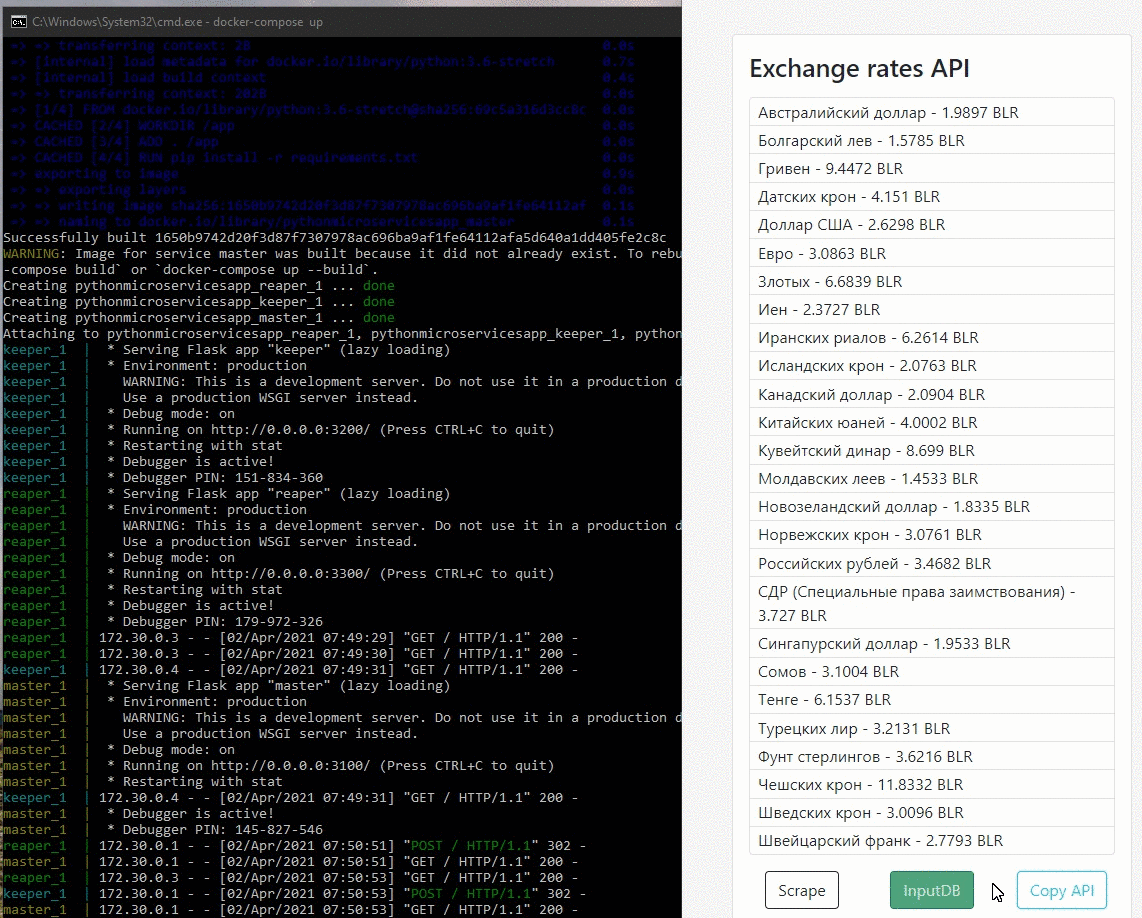 C:\Windows\System32\cmd.exe - docker-compose up
=> => transferring context: 2B 0.0s
=> [internal] load metadata for docker.io/library/python:3.6-stretch 0.7s
=> [internal] load build context 0.4s
=> => transferring context: 202B 0.0s
=> [1/4] FROM docker.io/library/python:3.6-stretch@sha256: 0.0s
=> CACHED [2/4] WORKDIR /app 0.0s
=> CACHED [3/4] ADD . /app 0.0s
=> CACHED [4/4] RUN pip install -r requirements.txt 0.0s
=> exporting to image 0.9s
=> => exporting layers 0.0s
=> => writing image 0.1s
=> => naming to docker.io/library/pythonmicroservicesapp_master 0.1s
Successfully built 1650b9742d20f3d87f7307978ac696ba9af1fe64112afa5d640a1dd405fe2c8c
WARNING: Image for service master was built because it did not already exist. To rebu
-compose build` or `docker-compose up --build`.
Creating pythonmicroservicesapp_reaper_1 ... done
Creating pythonmicroservicesapp_keeper_1 ... done
Creating pythonmicroservicesapp_master_1 ... done
Attaching to pythonmicroservicesapp_reaper_1, pythonmicroservicesapp_keeper_1, python
keeper_1 | * Serving Flask app "keeper" (lazy loading)
keeper_1 | * Environment: production
keeper_1 | WARNING: This is a development server. Do not use it in a production d
keeper_1 | Use a production WSGI server instead.
keeper_1 | * Debug mode: on
keeper_1 | * Running on http://0.0.0.0:3200/ (Press CTRL+C to quit)
keeper_1 | * Restarting with stat
keeper_1 | * Debugger is active!
keeper_1 | * Debugger PIN: 151-834-360
reaper_1 | * Serving Flask app "reaper" (lazy loading)
reaper_1 | * Environment: production
reaper_1 | WARNING: This is a development server. Do not use it in a production d
reaper_1 | Use a production WSGI server instead.
reaper_1 | * Debug mode: on
reaper_1 | * Running on http://0.0.0.0:3300/ (Press CTRL+C to quit)
reaper_1 | * Restarting with stat
reaper_1 | * Debugger is active!
reaper_1 | * Debugger PIN: 179-972-326
reaper_1 | 172.30.0.3 - - [02/Apr/2021 07:49:29] "GET / HTTP/1.1" 200 -
reaper_1 | 172.30.0.3 - - [02/Apr/2021 07:49:30] "GET / HTTP/1.1" 200 -
keeper_1 | 172.30.0.4 - - [02/Apr/2021 07:49:31] "GET / HTTP/1.1" 200 -
master_1 | * Serving Flask app "master" (lazy loading)
master_1 | * Environment: production
master_1 | WARNING: This is a development server. Do not use it in a production d
master_1 | Use a production WSGI server instead.
master_1 | * Debug mode: on
master_1 | * Running on http://0.0.0.0:3100/ (Press CTRL+C to quit)
master_1 | * Restarting with stat
keeper_1 | 172.30.0.4 - - [02/Apr/2021 07:49:31] "GET / HTTP/1.1" 200 -
master_1 | * Debugger is active!
master_1 | * Debugger PIN: 145-827-546
reaper_1 | 172.30.0.1 - - [02/Apr/2021 07:50:51] "POST / HTTP/1.1" 302 -
master_1 | 172.30.0.1 - - [02/Apr/2021 07:50:51] "GET / HTTP/1.1" 200 -
reaper_1 | 172.30.0.3 - - [02/Apr/2021 07:50:53] "GET / HTTP/1.1" 200 -
keeper_1 | 172.30.0.1 - - [02/Apr/2021 07:50:53] "POST / HTTP/1.1" 302 -
master_1 | 172.30.0.1 - - [02/Apr/2021 07:50:53] "GET / HTTP/1.1" 200 -
Exchange rates API
Австралийский доллар - 1.9897 BLR
Болгарский лев - 1.5785 BLR
Гривен - 9.4472 BLR
Датских крон - 4.151 BLR
Доллар США - 2.6298 BLR
Евро - 3.0863 BLR
Злотых - 6.6839 BLR
Иен - 2.3727 BLR
Иранских риалов - 6.2614 BLR
Исландских крон - 2.0763 BLR
Канадский доллар - 2.0904 BLR
Китайских юаней - 4.0002 BLR
Кувейтский динар - 8.699 BLR
Молдавских леев - 1.4533 BLR
Новозеландский доллар - 1.8335 BLR
Норвежских крон - 3.0761 BLR
Российских рублей - 3.4682 BLR
СДР (Специальные права заимствования) -
3.727 BLR
Сингапурский доллар - 1.9533 BLR
Сомов - 3.1004 BLR
Тенге - 6.1537 BLR
Турецких лир - 3.2131 BLR
Фунт стерлингов - 3.6216 BLR
Чешских крон - 11.8332 BLR
Шведских крон - 3.0096 BLR
Швейцарский франк - 2.7793 BLR
Scrape
InputDB
Copy API